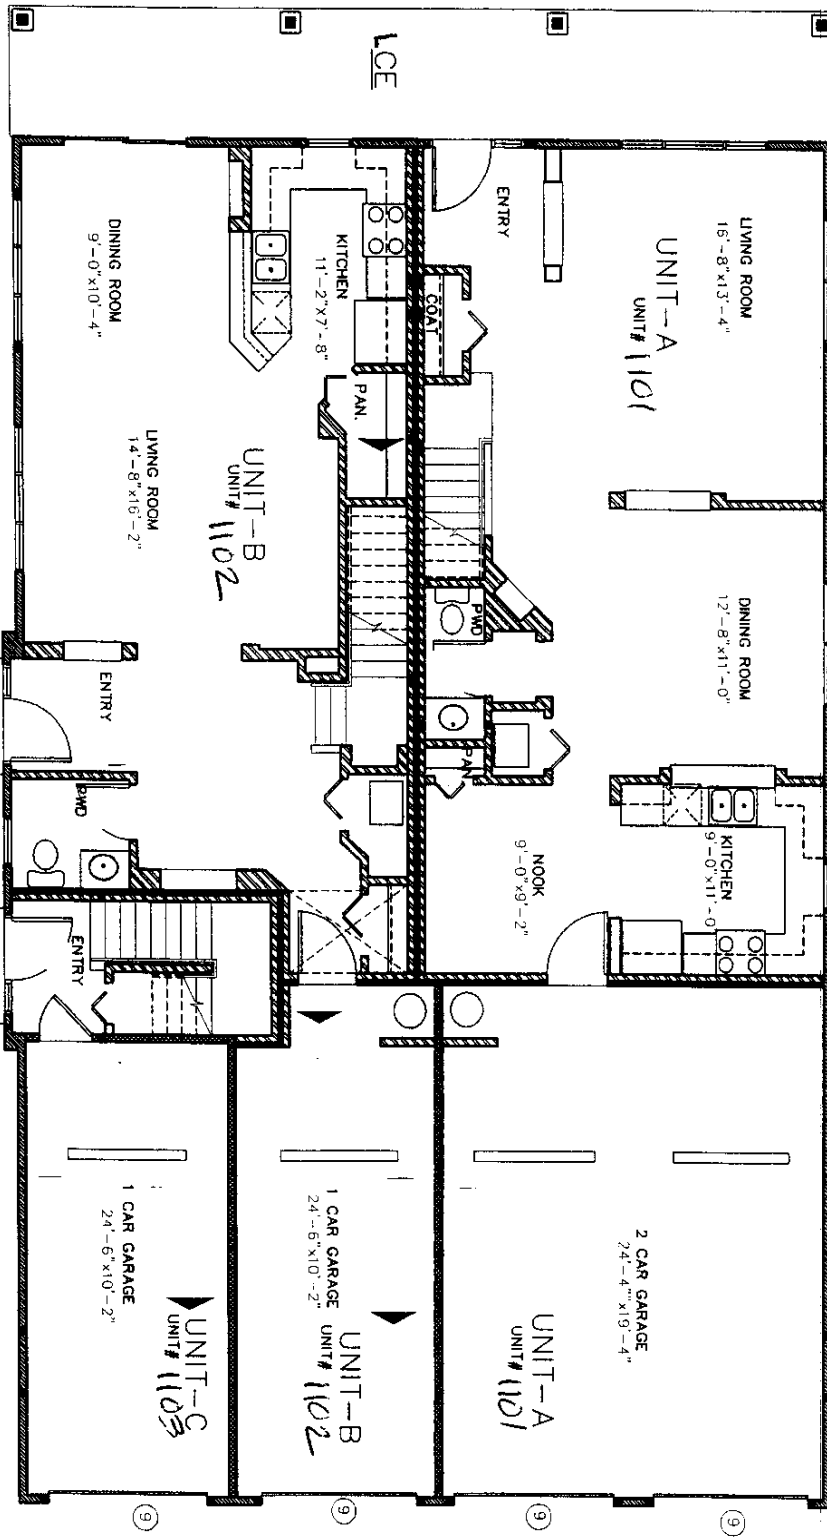 LCE
LIVING ROOM
16'-8"x13'-4"
UNIT-A
UNIT# 1101
ENTRY
COAT
KITCHEN
11'-2"x7'-8"
PAN.
DINING ROOM
9'-0"x10'-4"
LIVING ROOM
14'-8"x16'-2"
UNIT-B
UNIT# 1102
DINING ROOM
12'-8"x11'-0"
PWD
PAN
KITCHEN
9'-0"x11'-0
NOOK
9'-0"x9'-2"
ENTRY
PWD
ENTRY
2 CAR GARAGE
24'-4""x19'-4"
UNIT-A
UNIT# 1101
1 CAR GARAGE
24'-6"x10'-2"
UNIT-B
UNIT# 1102
1 CAR GARAGE
24'-6"x10'-2"
UNIT-C
UNIT# 1103
9
9
9
9